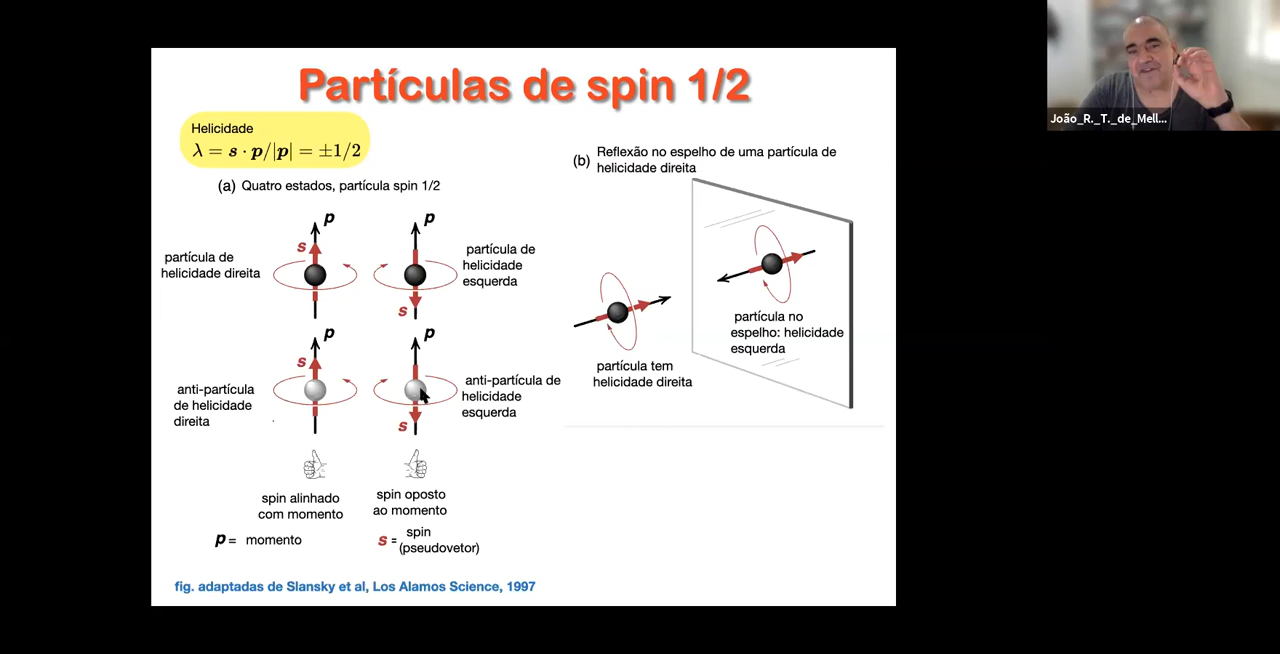 Partículas de spin 1/2
Helicidade
λ = s · p/|p| = ±1/2
(a) Quatro estados, partícula spin 1/2
p
p
s
s
partícula de
helicidade direita
partícula de
helicidade
esquerda
p
p
s
s
anti-partícula
de helicidade
direita
anti-partícula de
helicidade
esquerda
spin alinhado
com momento
spin oposto
ao momento
p = momento
s = spin
(pseudovetor)
fig. adaptadas de Slansky et al, Los Alamos Science, 1997
(b) Reflexão no espelho de uma partícula de
helicidade direita
partícula tem
helicidade direita
partícula no
espelho: helicidade
esquerda
João_R._T._de_Mell...